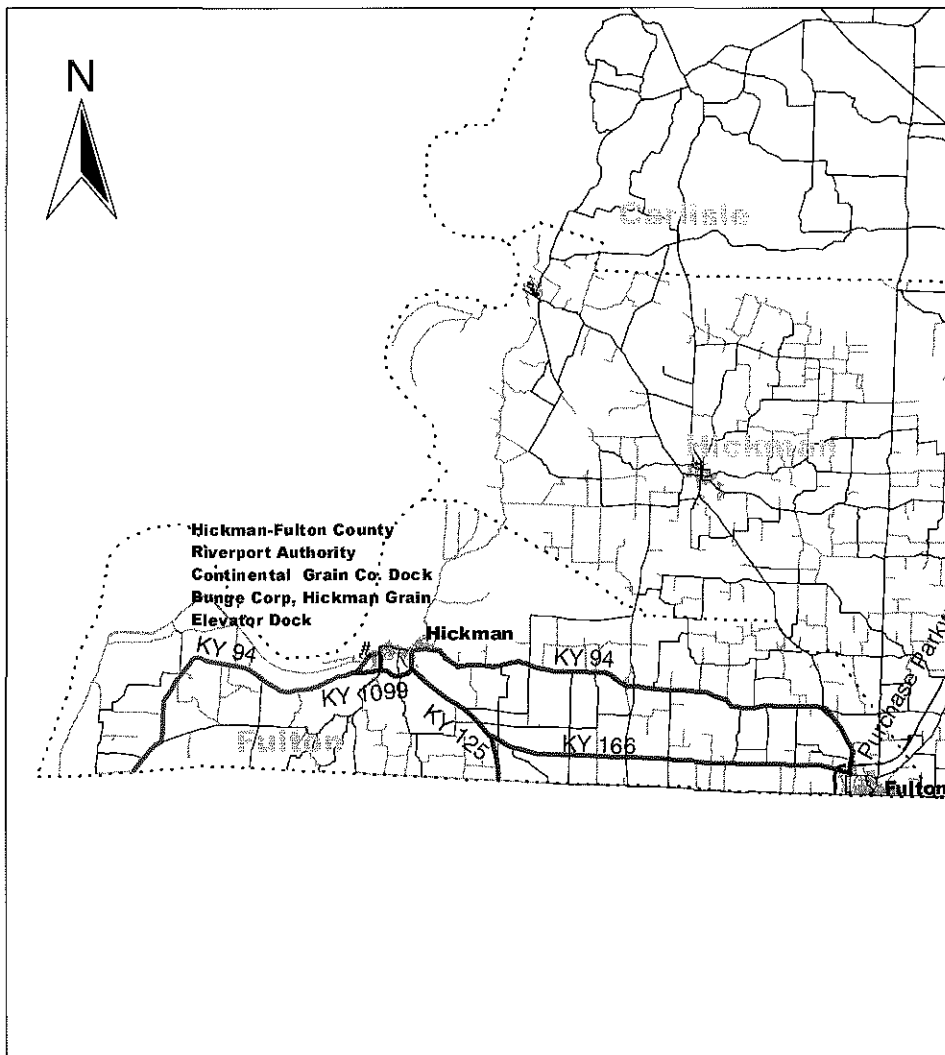 N
Carlisle
Hickman
Hickman-Fulton County
Riverport Authority
Continental Grain Co. Dock
Bunge Corp, Hickman Grain
Elevator Dock
Hickman
KY 94
KY 94
KY 1099
KY 125
KY 166
Fulton
Purchase Parkw
Fulton